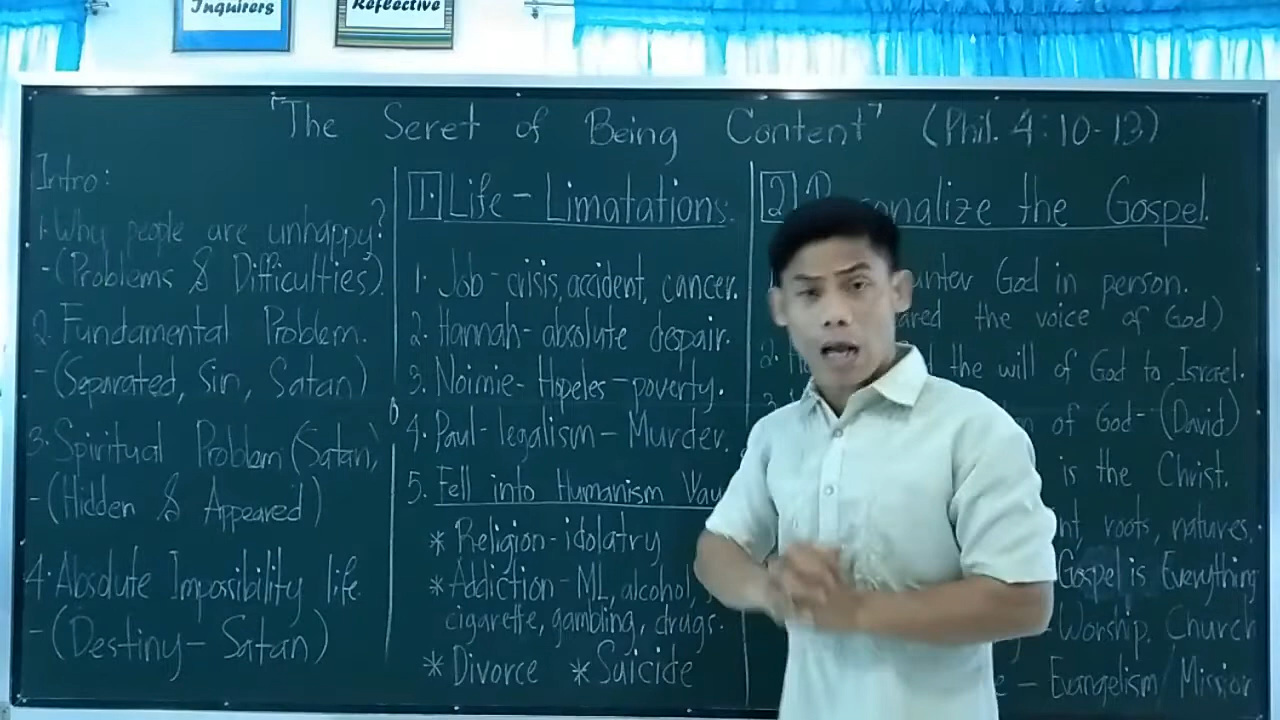 Inquirers
Reflective
"The Seret of Being Content" (Phil. 4:10-13)
Intro:
1. Why people are unhappy?
-(Problems & Difficulties).
2. Fundamental Problem.
-(Separated, Sin, Satan)
3. Spiritual Problem (Satan,
-(Hidden & Appeared)
4. Absolute Impossibility life
-(Destiny- Satan)
1. Life - Limatations.
1. Job - crisis, accident, cancer.
2. Hannah- absolute despair.
3. Noimie- Hopeles - poverty.
4. Paul- legalism - Murder.
5. Fell into Humanism
* Religion- idolatry
* Addiction - ML, alcohol,
cigarette, gambling, drugs.
* Divorce * Suicide
2 the Gospel.
God in person.
the voice of God)
2. the will of God to Israel.
of God- (David)
is the Christ.
roots, natures,
Gospel is Everything
- Worship, Church
- Evangelism/ Mission